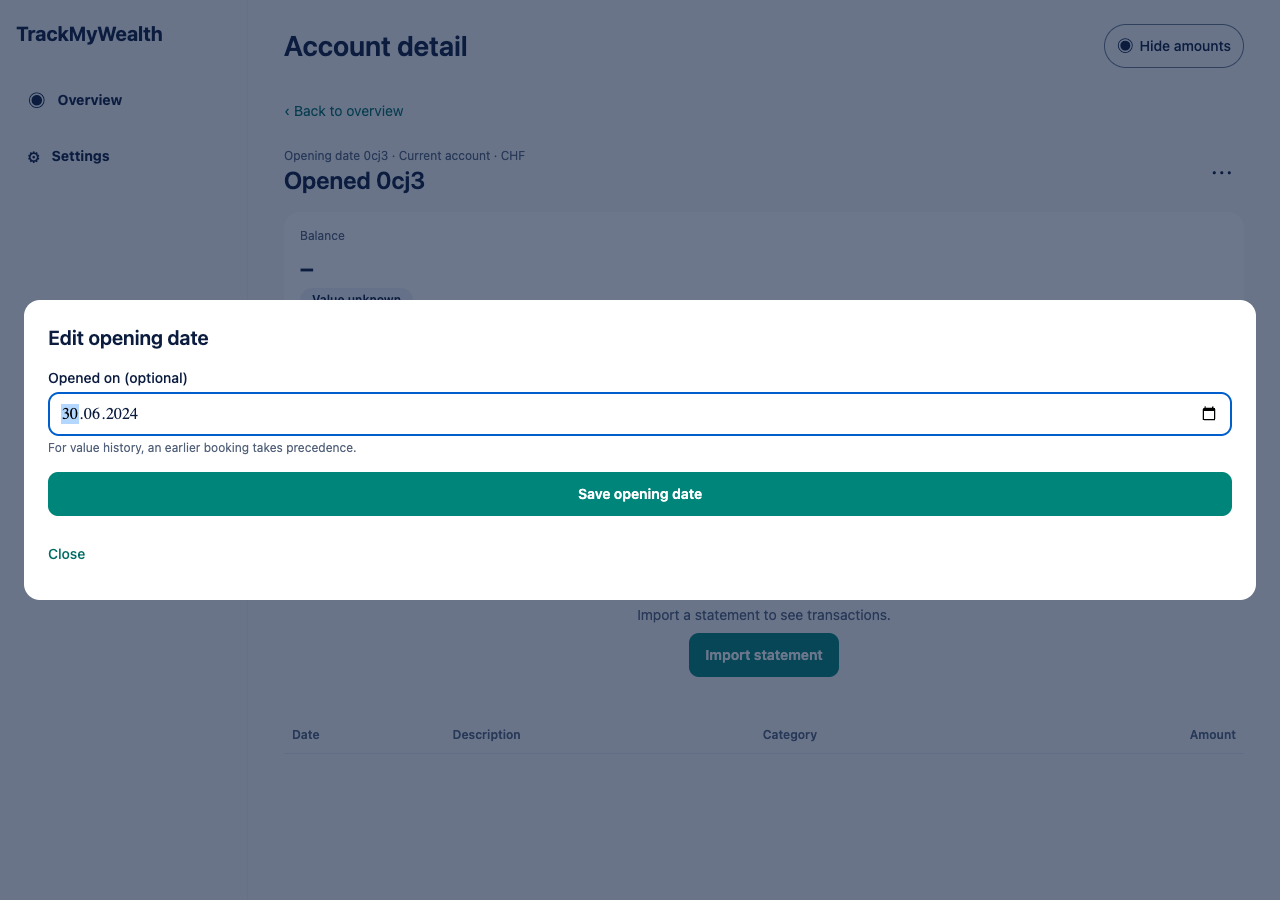 TrackMyWealth
Account detail
Hide amounts
Overview
‹ Back to overview
Settings
Opening date 0cj3 · Current account · CHF
Opened 0cj3
Balance
–
Value unknown
Edit opening date
Opened on (optional)
30.06.2024
For value history, an earlier booking takes precedence.
Save opening date
Close
Import a statement to see transactions.
Import statement
Date Description Category Amount